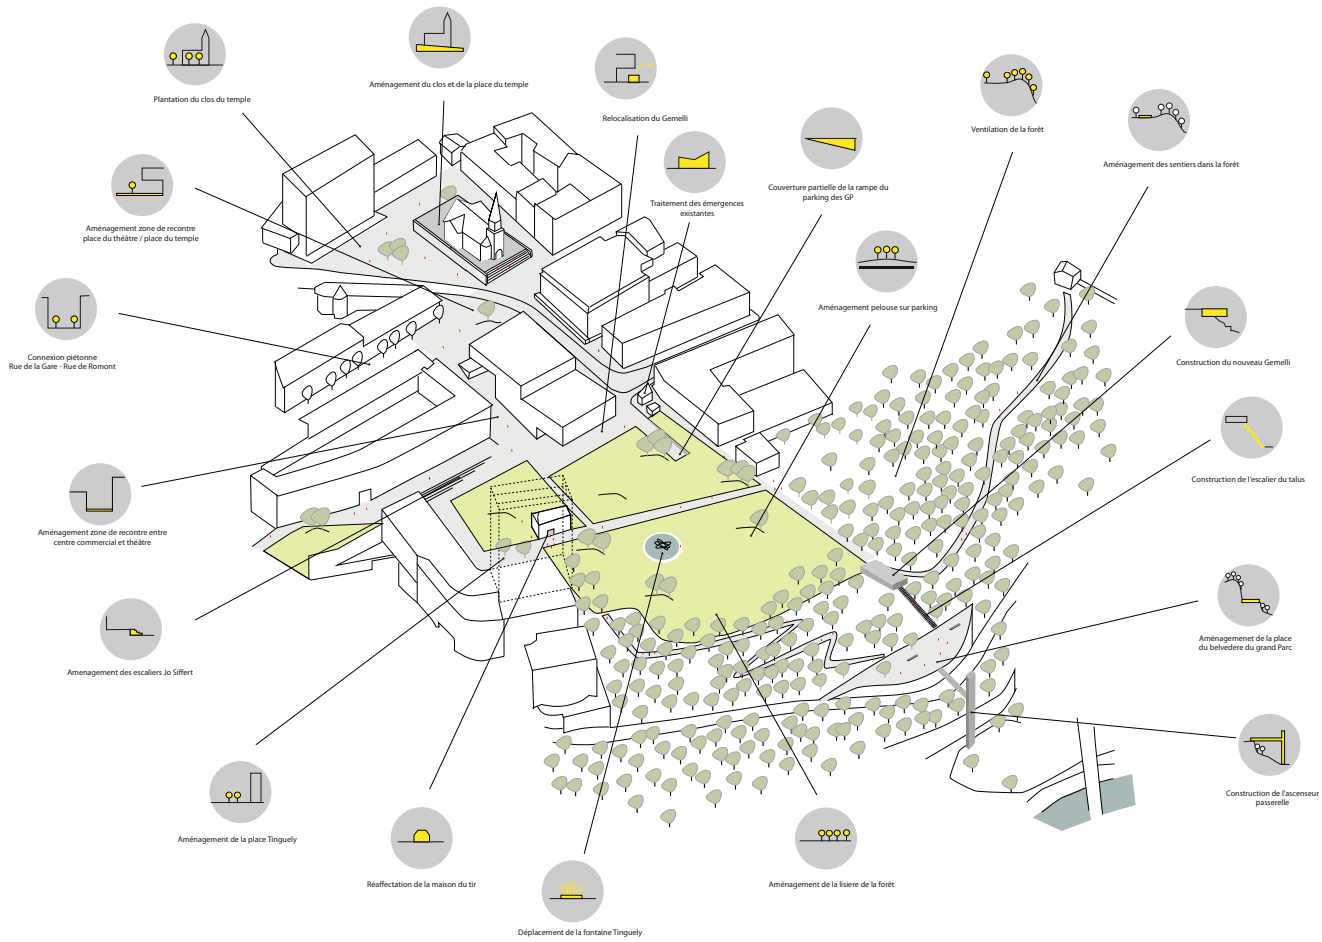 Plantation du clos du temple
Aménagement du clos et de la place du temple
Relocalisation du Gemelli
Traitement des émergences
existantes
Couverture partielle de la rampe du
parking des GP
Ventilation de la forêt
Aménagement des sentiers dans la forêt
Aménagement zone de recontre
place du théâtre / place du temple
Aménagement pelouse sur parking
Connexion piétonne
Rue de la Gare - Rue de Romont
Construction du nouveau Gemelli
Construction de l'escalier du talus
Aménagement zone de recontre entre
centre commercial et théâtre
Aménagemenet de la place
du belvedere du grand Parc
Amenagement des escaliers Jo Siffert
Construction de l'ascenseur
passerelle
Aménagement de la place Tinguely
Réaffectation de la maison du tir
Aménagement de la lisiere de la forêt
Déplacement de la fontaine Tinguely